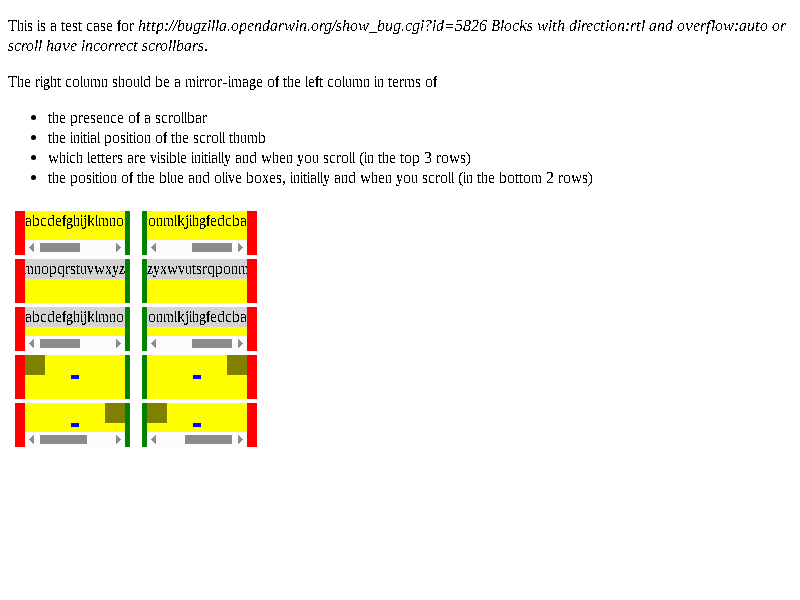 This is a test case for http://bugzilla.opendarwin.org/show_bug.cgi?id=5826 Blocks with direction:rtl and overflow:auto or
scroll have incorrect scrollbars.
The right column should be a mirror-image of the left column in terms of
• the presence of a scrollbar
• the initial position of the scroll thumb
• which letters are visible initially and when you scroll (in the top 3 rows)
• the position of the blue and olive boxes, initially and when you scroll (in the bottom 2 rows)
abcdefghijklmno onmlkjihgfedcba
mnopqrstuvwxyz zyxwvutsrqponm
abcdefghijklmno onmlkjihgfedcba